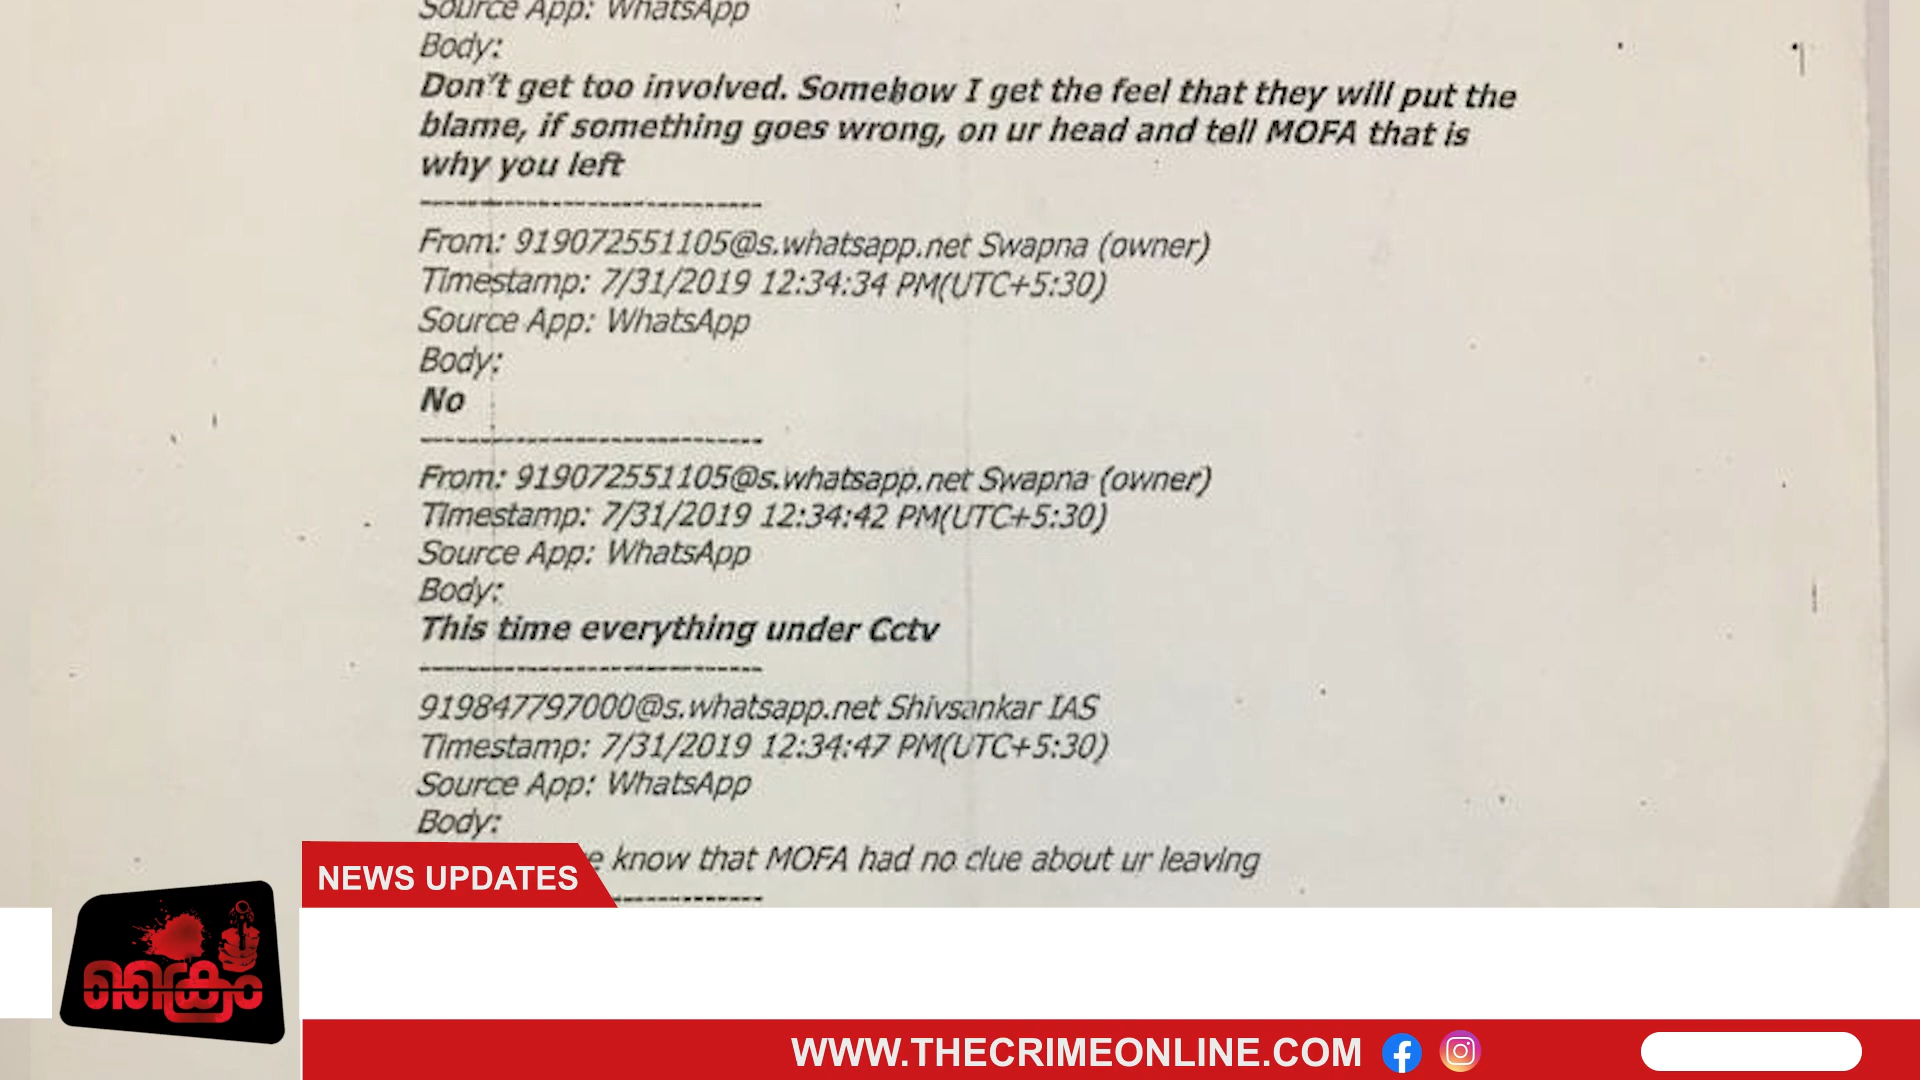 Source App: WhatsApp
Body:
Don't get too involved. Somehow I get the feel that they will put the
blame, if something goes wrong, on ur head and tell MOFA that is
why you left
---------------------------
From: 919072551105@s.whatsapp.net Swapna (owner)
Timestamp: 7/31/2019 12:34:34 PM(UTC+5:30)
Source App: WhatsApp
Body:
No
---------------------------
From: 919072551105@s.whatsapp.net Swapna (owner)
Timestamp: 7/31/2019 12:34:42 PM(UTC+5:30)
Source App: WhatsApp
Body:
This time everything under Cctv
---------------------------
919847797000@s.whatsapp.net Shivsankar IAS
Timestamp: 7/31/2019 12:34:47 PM(UTC+5:30)
Source App: WhatsApp
Body:
know that MOFA had no clue about ur leaving
NEWS UPDATES
ക്രൈം
WWW.THECRIMEONLINE.COM